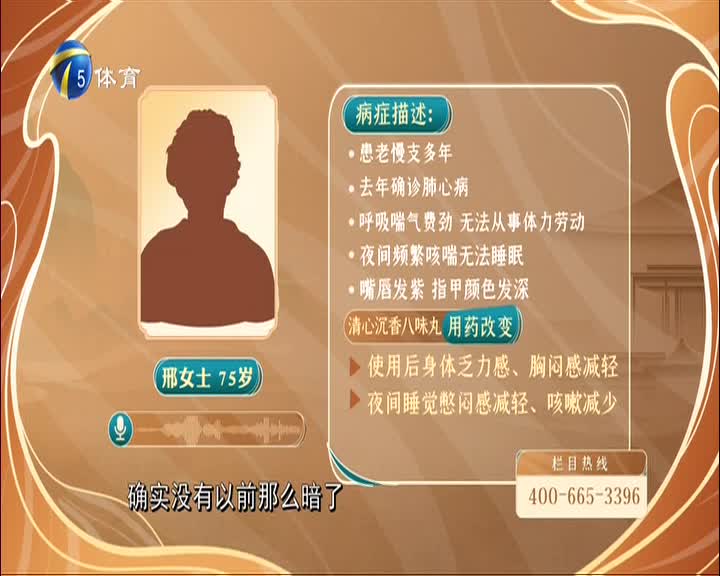 5 体育
病症描述:
•患老慢支多年
•去年确诊肺心病
•呼吸喘气费劲 无法从事体力劳动
•夜间频繁咳喘无法睡眠
•嘴唇发紫 指甲颜色发深
清心沉香八味丸 用药改变
使用后身体乏力感、胸闷感减轻
夜间睡觉憋闷感减轻、咳嗽减少
邢女士 75岁
栏目热线
400-665-3396
确实没有以前那么暗了